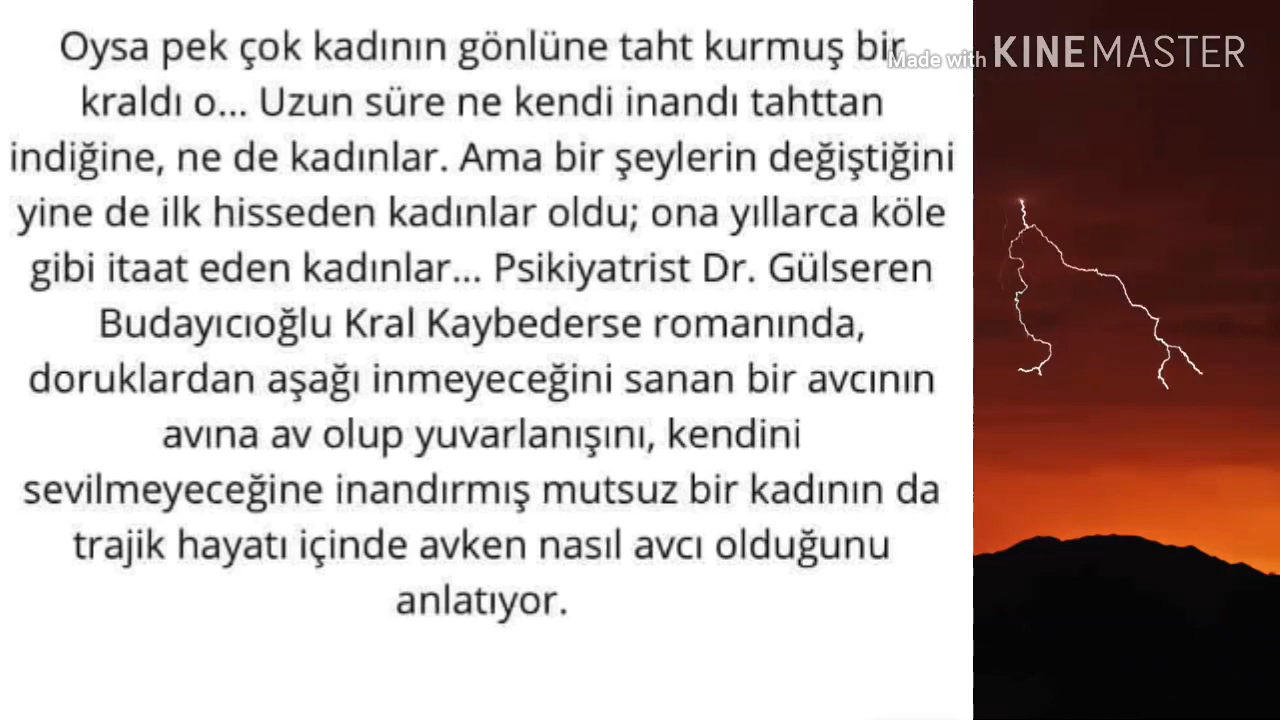 Oysa pek çok kadının gönlüne taht kurmuş bir
kraldı o... Uzun süre ne kendi inandı tahttan
indiğine, ne de kadınlar. Ama bir şeylerin değiştiğini
yine de ilk hisseden kadınlar oldu; ona yıllarca köle
gibi itaat eden kadınlar... Psikiyatrist Dr. Gülseren
Budayıcıoğlu Kral Kaybederse romanında,
doruklardan aşağı inmeyeceğini sanan bir avcının
avına av olup yuvarlanışını, kendini
sevilmeyeceğine inandırmış mutsuz bir kadının da
trajik hayatı içinde avken nasıl avcı olduğunu
anlatıyor.
Made with KINEMASTER